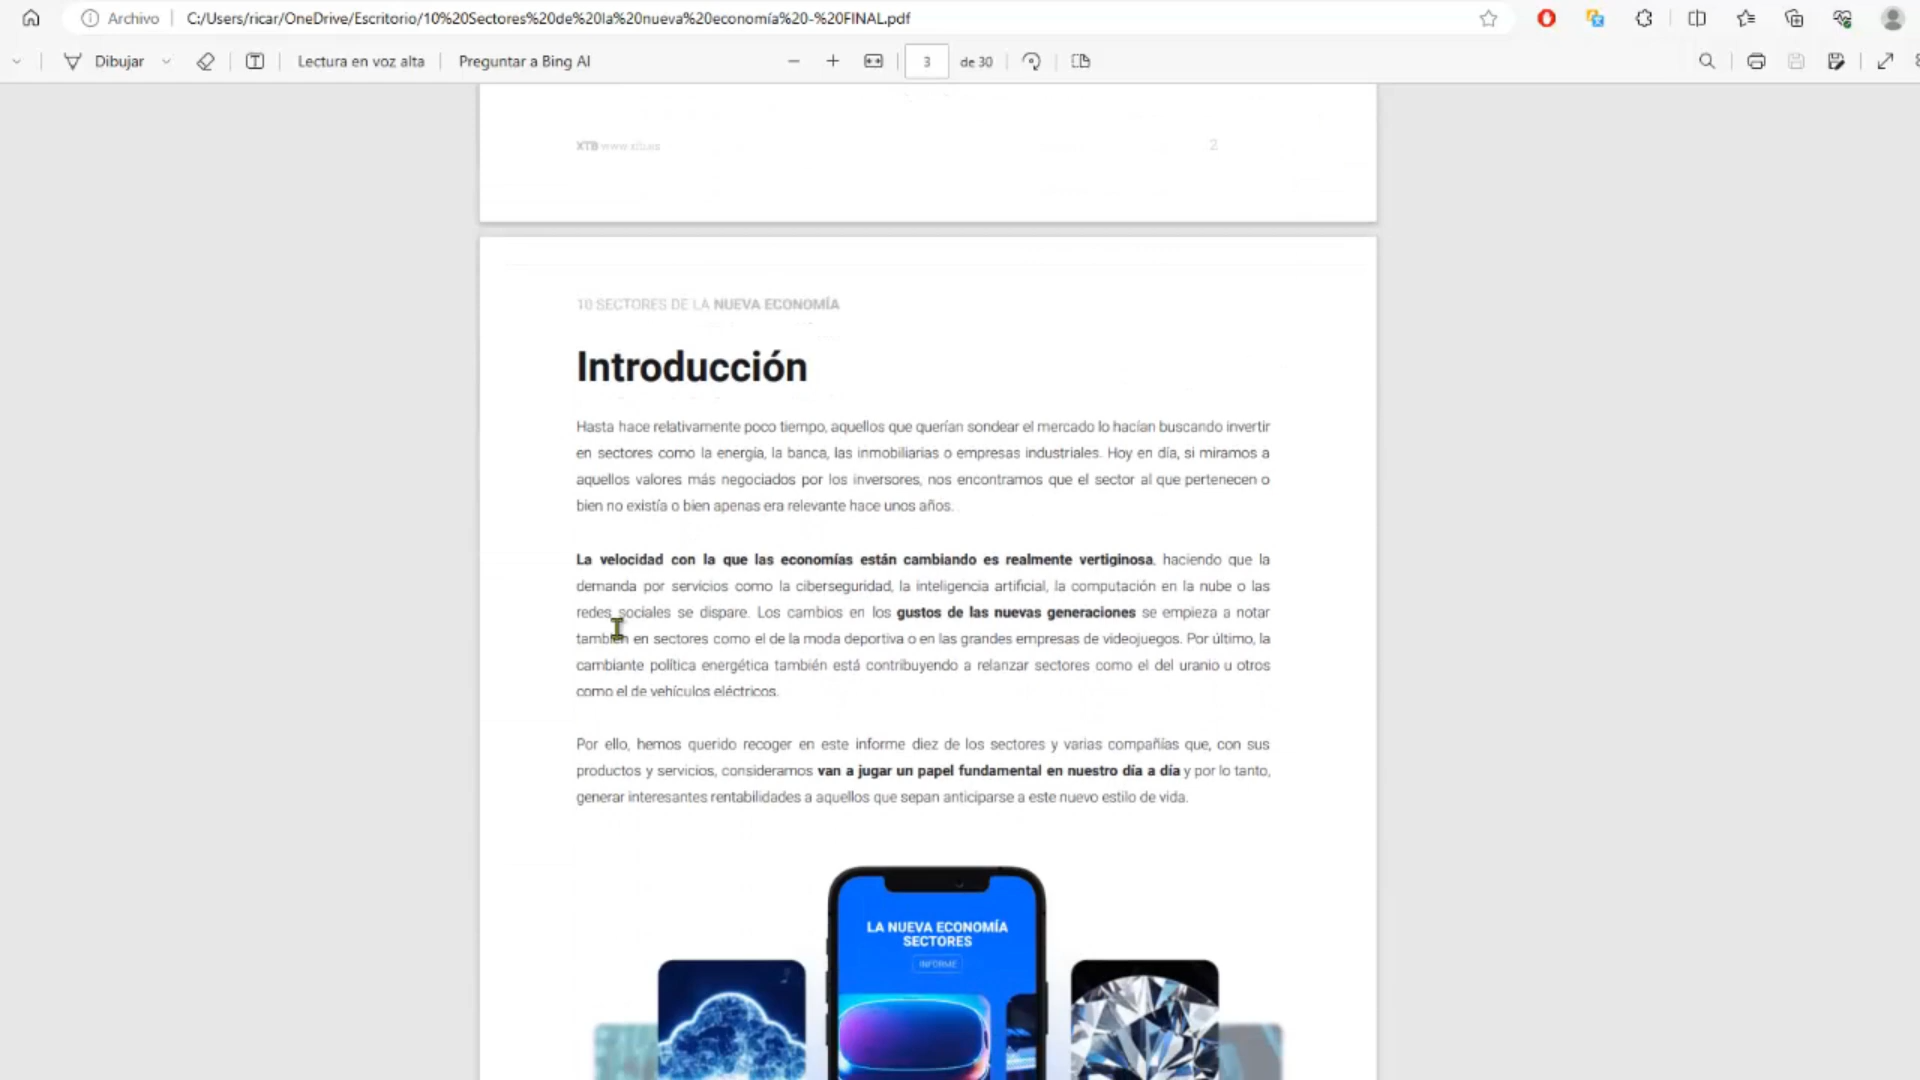 Archivo
C:/Users/ricar/OneDrive/Escritorio/10%20Sectores%20de%20la%20nueva%20economía%20-%20FINAL.pdf
Dibujar
Lectura en voz alta
Preguntar a Bing AI
3
de 30
XTB www.xtb.es
2
10 SECTORES DE LA NUEVA ECONOMÍA
Introducción
Hasta hace relativamente poco tiempo, aquellos que querían sondear el mercado lo hacían buscando invertir
en sectores como la energía, la banca, las inmobiliarias o empresas industriales. Hoy en día, si miramos a
aquellos valores más negociados por los inversores, nos encontramos que el sector al que pertenecen o
bien no existía o bien apenas era relevante hace unos años.
La velocidad con la que las economías están cambiando es realmente vertiginosa, haciendo que la
demanda por servicios como la ciberseguridad, la inteligencia artificial, la computación en la nube o las
redes sociales se dispare. Los cambios en los gustos de las nuevas generaciones se empieza a notar
también en sectores como el de la moda deportiva o en las grandes empresas de videojuegos. Por último, la
cambiante política energética también está contribuyendo a relanzar sectores como el del uranio u otros
como el de vehículos eléctricos.
Por ello, hemos querido recoger en este informe diez de los sectores y varias compañías que, con sus
productos y servicios, consideramos van a jugar un papel fundamental en nuestro día a día y por lo tanto,
generar interesantes rentabilidades a aquellos que sepan anticiparse a este nuevo estilo de vida.
LA NUEVA ECONOMÍA
SECTORES
INFORME